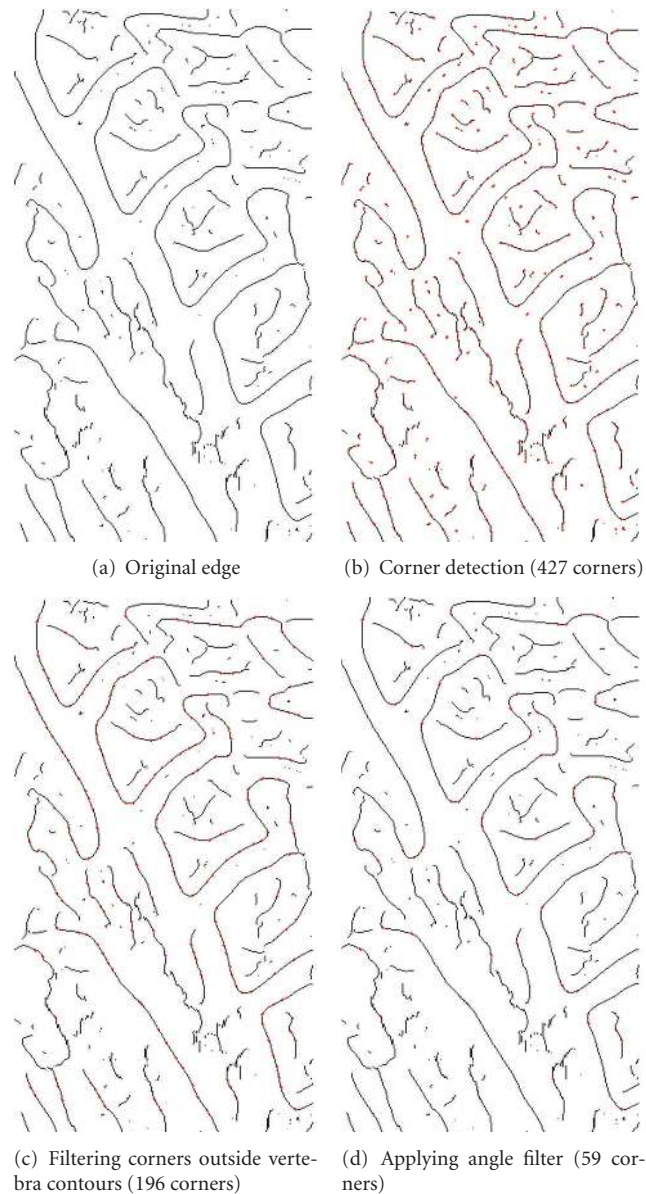 (a) Original edge
(b) Corner detection (427 corners)
(c) Filtering corners outside verte-
bra contours (196 corners)
(d) Applying angle filter (59 cor-
ners)